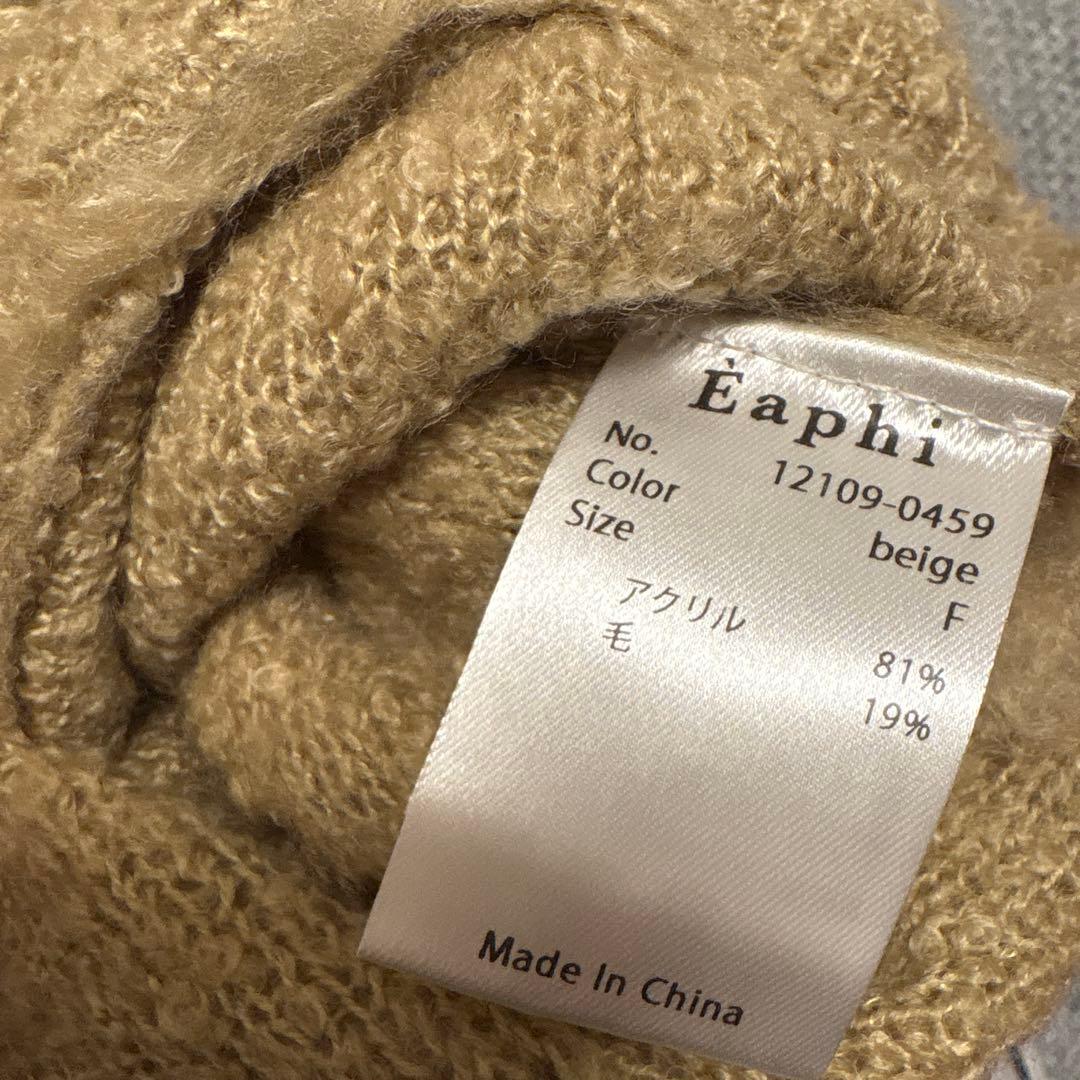 Èaphi
No. 12109-0459
Color beige
Size F
アクリル 81%
毛 19%
Made In China